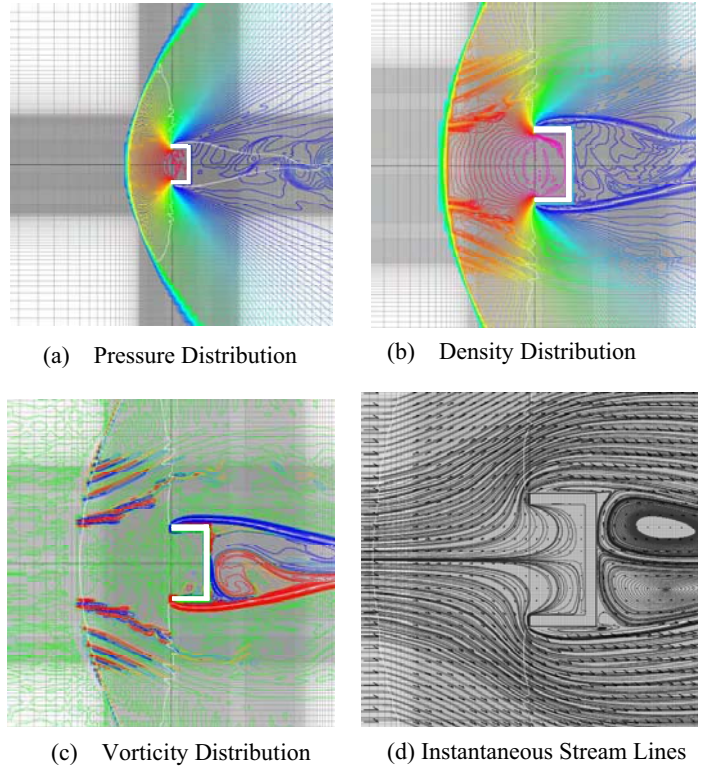 (a) Pressure Distribution
(b) Density Distribution
(c) Vorticity Distribution
(d) Instantaneous Stream Lines